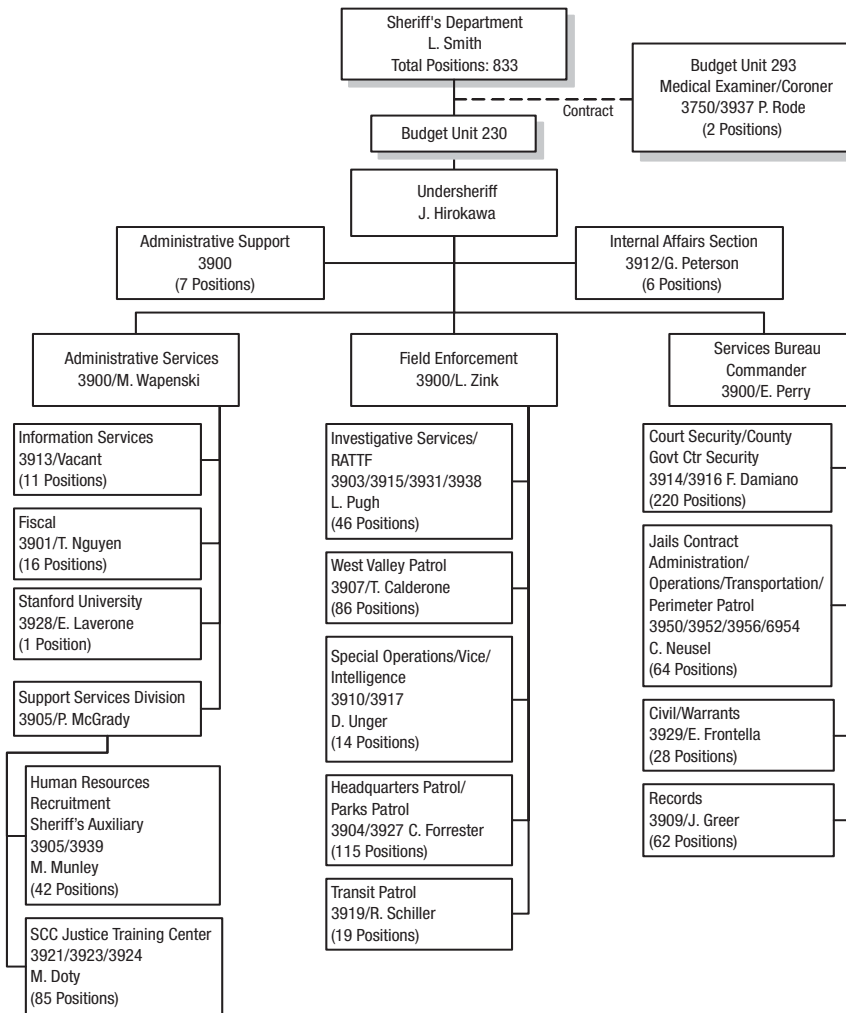 Sheriff's Department
L. Smith
Total Positions: 833
Budget Unit 293
Medical Examiner/Coroner
3750/3937 P. Rode
(2 Positions)
Contract
Budget Unit 230
Undersheriff
J. Hirokawa
Administrative Support
3900
(7 Positions)
Internal Affairs Section
3912/G. Peterson
(6 Positions)
Administrative Services
3900/M. Wapenski
Information Services
3913/Vacant
(11 Positions)
Fiscal
3901/T. Nguyen
(16 Positions)
Stanford University
3928/E. Laverone
(1 Position)
Support Services Division
3905/P. McGrady
Human Resources
Recruitment
Sheriff's Auxiliary
3905/3939
M. Munley
(42 Positions)
SCC Justice Training Center
3921/3923/3924
M. Doty
(85 Positions)
Field Enforcement
3900/L. Zink
Investigative Services/
RATTF
3903/3915/3931/3938
L. Pugh
(46 Positions)
West Valley Patrol
3907/T. Calderone
(86 Positions)
Special Operations/Vice/
Intelligence
3910/3917
D. Unger
(14 Positions)
Headquarters Patrol/
Parks Patrol
3904/3927 C. Forrester
(115 Positions)
Transit Patrol
3919/R. Schiller
(19 Positions)
Services Bureau
Commander
3900/E. Perry
Court Security/County
Govt Ctr Security
3914/3916 F. Damiano
(220 Positions)
Jails Contract
Administration/
Operations/Transportation/
Perimeter Patrol
3950/3952/3956/6954
C. Neusel
(64 Positions)
Civil/Warrants
3929/E. Frontella
(28 Positions)
Records
3909/J. Greer
(62 Positions)